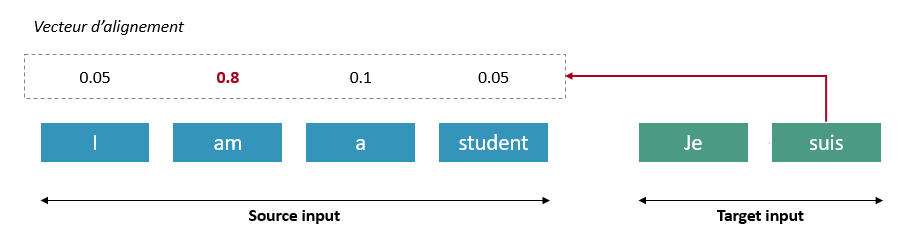 Vecteur d’alignement
0.05 0.8 0.1 0.05
I am a student Je suis
Source input Target input